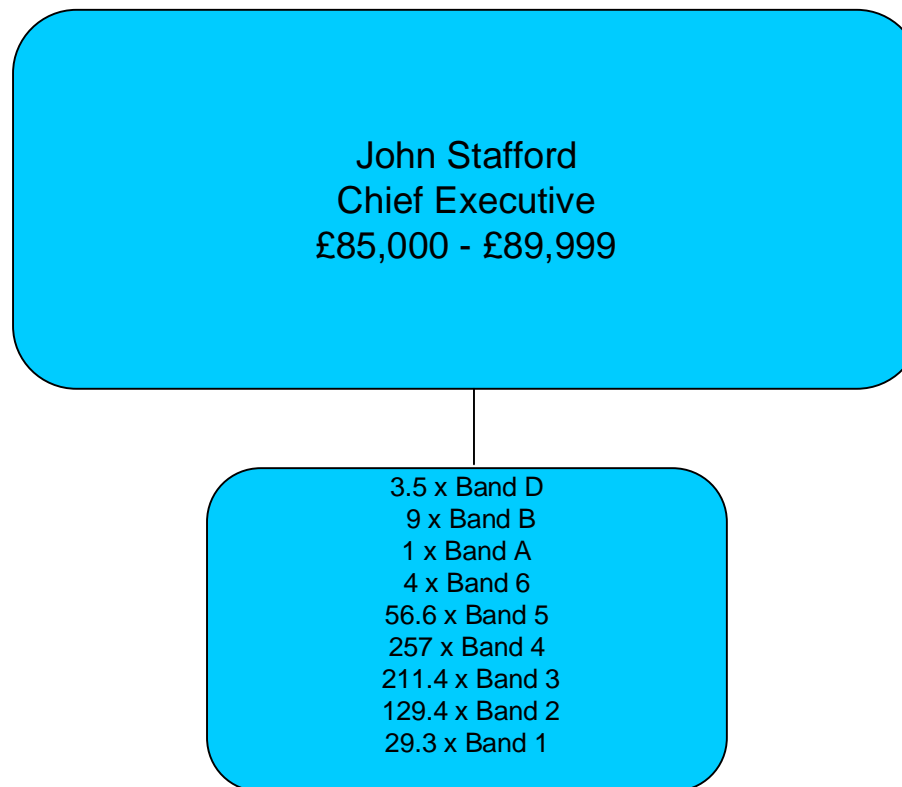 John Stafford
Chief Executive
£85,000 - £89,999
3.5 x Band D
9 x Band B
1 x Band A
4 x Band 6
56.6 x Band 5
257 x Band 4
211.4 x Band 3
129.4 x Band 2
29.3 x Band 1